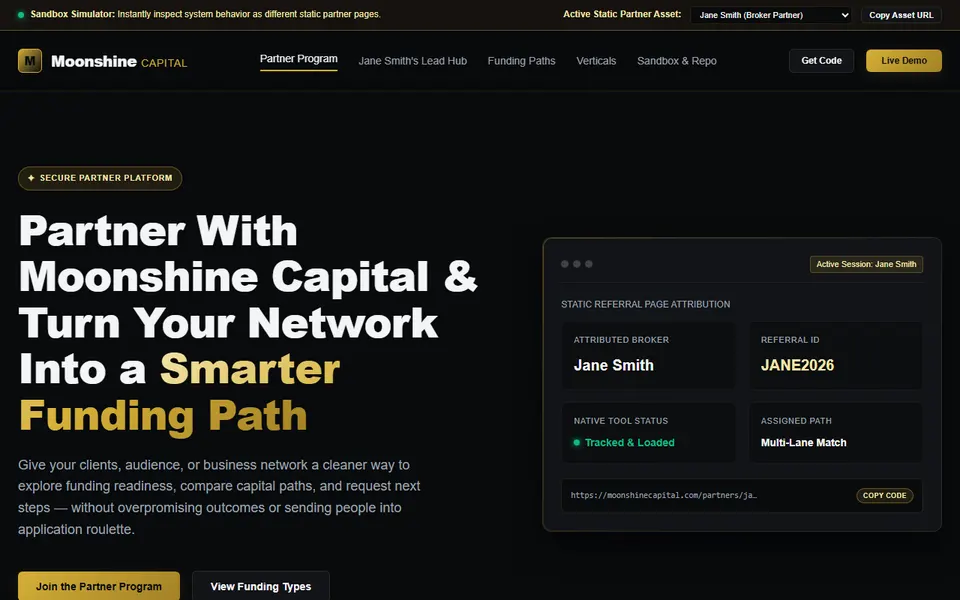 Sandbox Simulator: Instantly inspect system behavior as different static partner pages.
Active Static Partner Asset:
Jane Smith (Broker Partner)
Copy Asset URL
M
Moonshine CAPITAL
Partner Program
Jane Smith's Lead Hub
Funding Paths
Verticals
Sandbox & Repo
Get Code
Live Demo
✦ SECURE PARTNER PLATFORM
Partner With
Moonshine Capital &
Turn Your Network
Into a Smarter
Funding Path
Give your clients, audience, or business network a cleaner way to
explore funding readiness, compare capital paths, and request next
steps — without overpromising outcomes or sending people into
application roulette.
Join the Partner Program
View Funding Types
Active Session: Jane Smith
STATIC REFERRAL PAGE ATTRIBUTION
ATTRIBUTED BROKER
Jane Smith
REFERRAL ID
JANE2026
NATIVE TOOL STATUS
Tracked & Loaded
ASSIGNED PATH
Multi-Lane Match
https://moonshinecapital.com/partners/ja…
COPY CODE